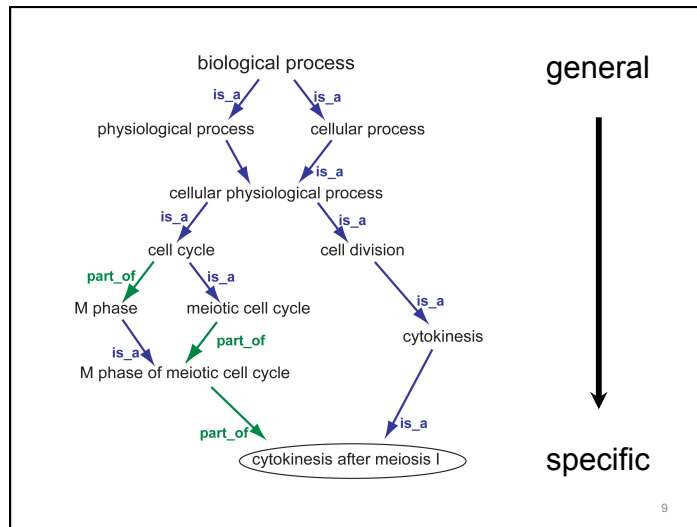 biological process
general
is_a
is_a
physiological process
cellular process
is_a
cellular physiological process
is_a
is_a
cell cycle
cell division
part_of
is_a
is_a
M phase
meiotic cell cycle
cytokinesis
part_of
is_a
M phase of meiotic cell cycle
is_a
part_of
cytokinesis after meiosis I
specific
9